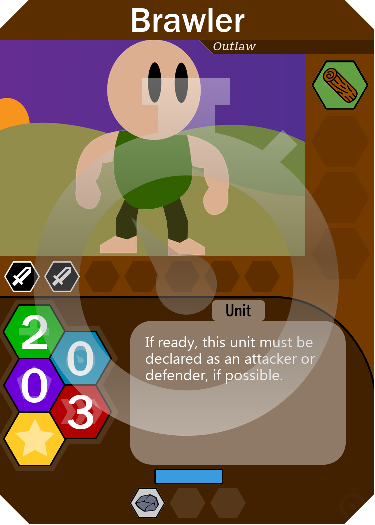 Brawler
Outlaw
Unit
2
0
0
3
If ready, this unit must be
declared as an attacker or
defender, if possible.